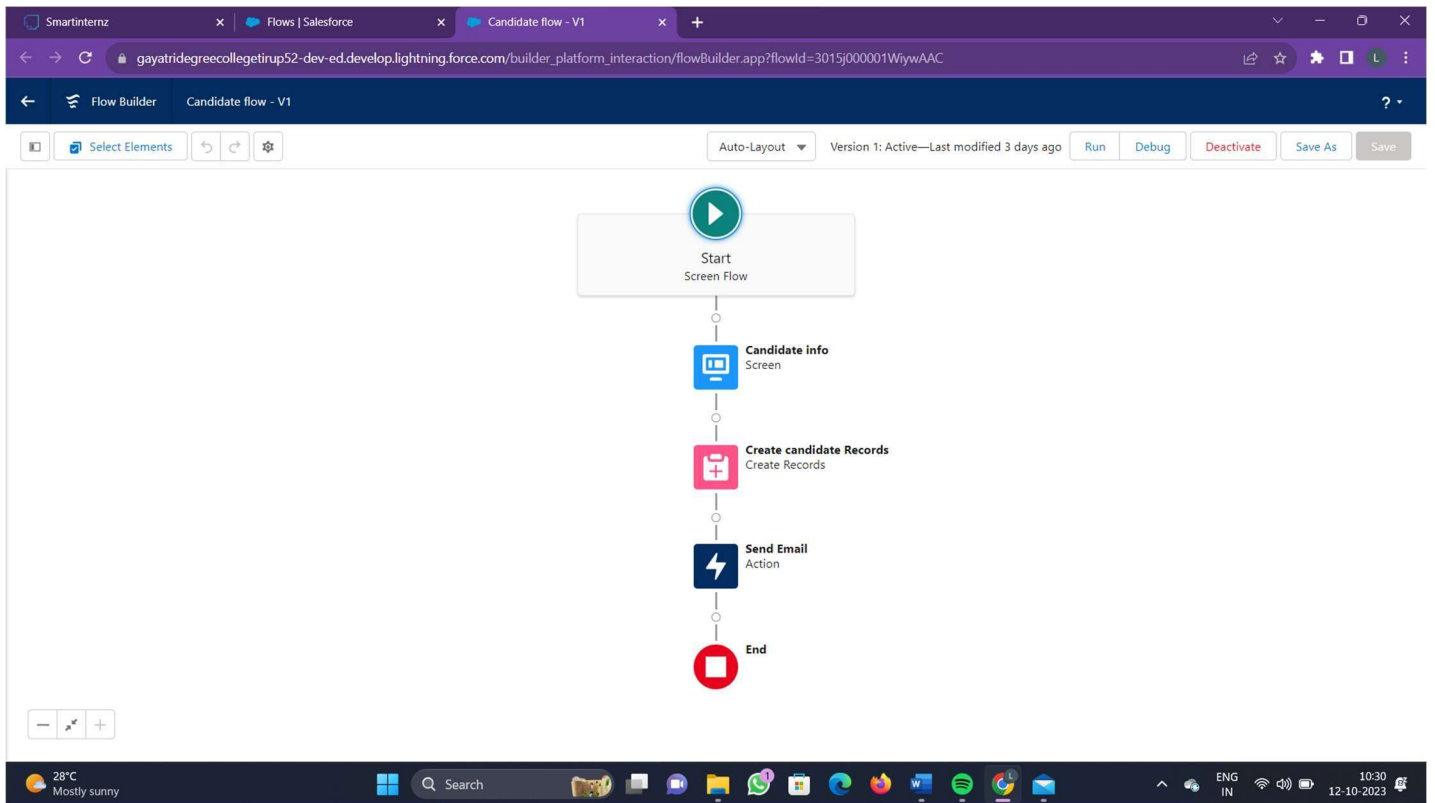 Smartinternz
Flows | Salesforce
Candidate flow - V1
gayatridegreecollegetirup52-dev-ed.develop.lightning.force.com/builder_platform_interaction/flowBuilder.app?flowId=3015j000001WiywAAC
L
Flow Builder
Candidate flow - V1
?
Select Elements
Auto-Layout
Version 1: Active—Last modified 3 days ago
Run
Debug
Deactivate
Save As
Save
Start
Screen Flow
Candidate info
Screen
Create candidate Records
Create Records
Send Email
Action
End
28°C
Mostly sunny
Search
1
W
L
ENG
IN
10:30
12-10-2023